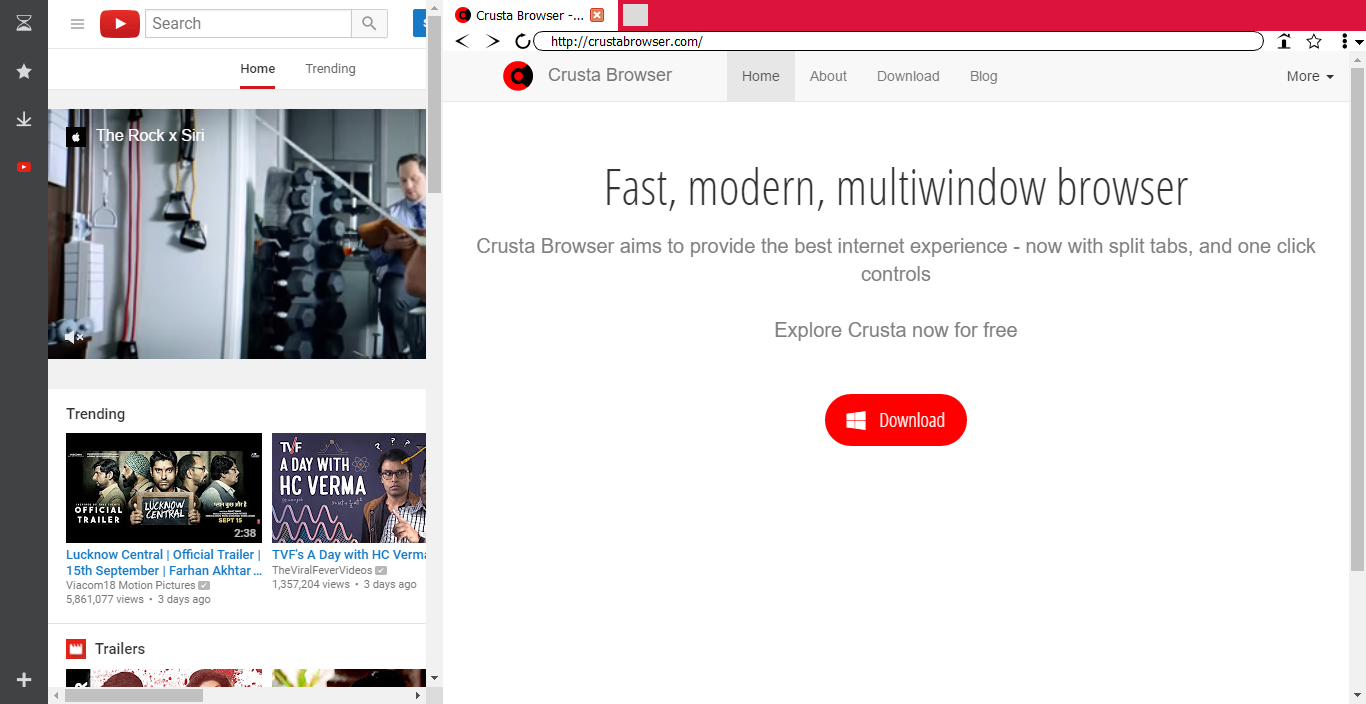 Search
S
Home
Trending
The Rock x Siri
Trending
OFFICIAL
TRAILER
LUCKNOW
CENTRAL
SEPT 15
2:38
TVF
A DAY WITH
HC VERMA
Lucknow Central | Official Trailer |
15th September | Farhan Akhtar ...
Viacom18 Motion Pictures
5,861,077 views • 3 days ago
TVF's A Day with HC Verma
TheViralFeverVideos
1,357,204 views • 3 days ago
Trailers
Crusta Browser -...
http://crustabrowser.com/
Crusta Browser
Home
About
Download
Blog
More
Fast, modern, multiwindow browser
Crusta Browser aims to provide the best internet experience - now with split tabs, and one click
controls
Explore Crusta now for free
Download